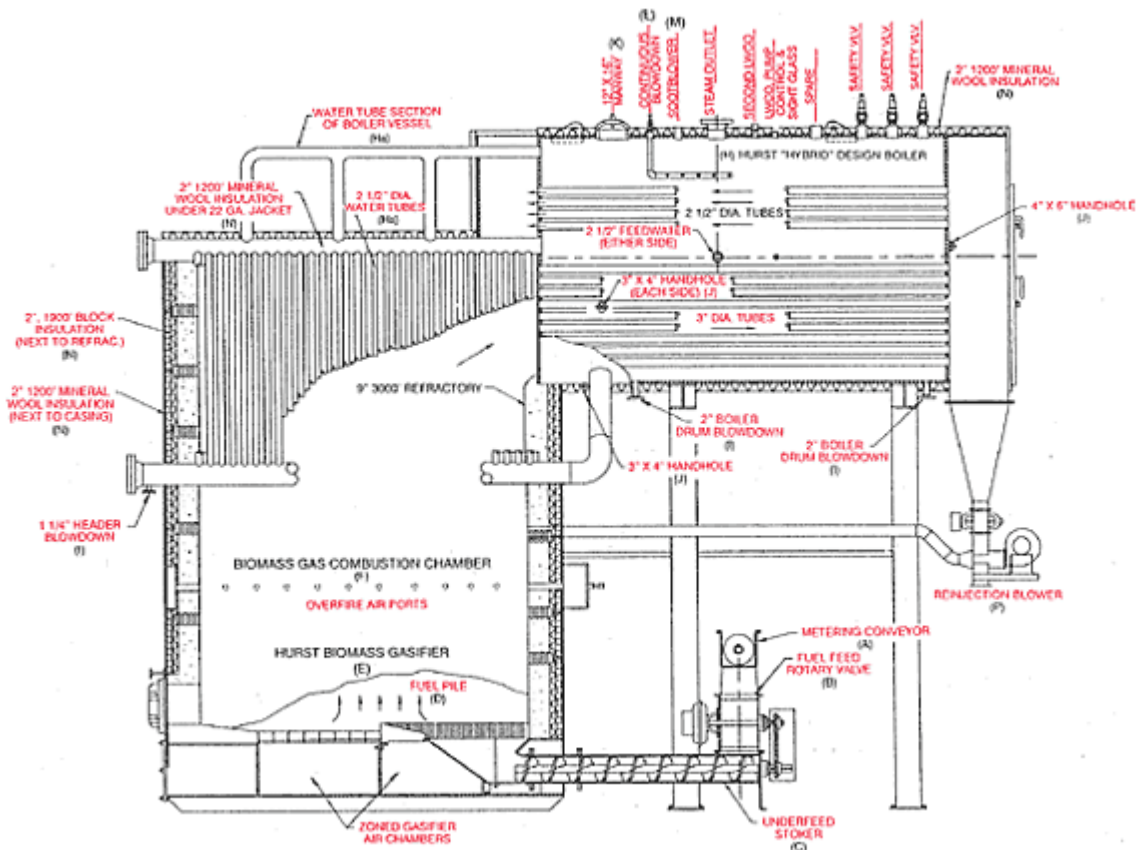 12" X 16"
MANWAY
(K)
CONTINUOUS
BLOWDOWN
(L)
SOOTBLOWER
(M)
STEAM OUTLET
SECOND LWCO
LWCO, PUMP
CONTROL &
SIGHT GLASS
SPARE
SAFETY VLV
SAFETY VLV
SAFETY VLV
2" 1200' MINERAL
WOOL INSULATION
(N)
WATER TUBE SECTION
OF BOILER VESSEL
(Ha)
(H) HURST "HYBRID" DESIGN BOILER
2" 1200' MINERAL
WOOL INSULATION
UNDER 22 GA. JACKET
(N)
2 1/2" DIA.
WATER TUBES
(Ha)
2 1/2" DIA. TUBES
4" X 6" HANDHOLE
(J)
2 1/2" FEEDWATER
(EITHER SIDE)
3" X 4" HANDHOLE
(EACH SIDE) (J)
3" DIA. TUBES
2", 1900' BLOCK
INSULATION
(NEXT TO REFRAC.)
(N)
2" 1200' MINERAL
WOOL INSULATION
(NEXT TO CASING)
(N)
9" 3000' REFRACTORY
2" BOILER
DRUM BLOWDOWN
(I)
2" BOILER
DRUM BLOWDOWN
(I)
3" X 4" HANDHOLE
(J)
1 1/4" HEADER
BLOWDOWN
(I)
BIOMASS GAS COMBUSTION CHAMBER
(F)
OVERFIRE AIR PORTS
REINJECTION BLOWER
(P)
METERING CONVEYOR
(A)
HURST BIOMASS GASIFIER
(E)
FUEL FEED
ROTARY VALVE
(B)
FUEL PILE
(D)
ZONED GASIFIER
AIR CHAMBERS
UNDERFEED
STOKER
(C)